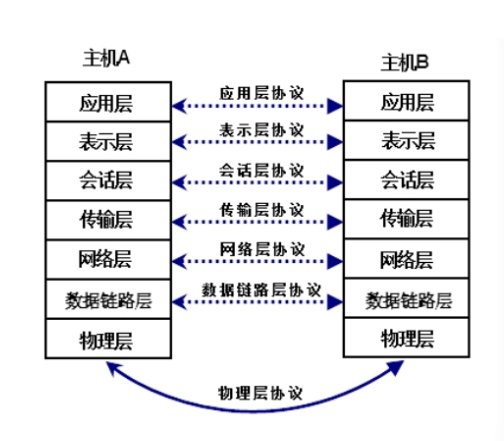 主机A
主机B
应用层
应用层协议
应用层
表示层
表示层协议
表示层
会话层
会话层协议
会话层
传输层
传输层协议
传输层
网络层
网络层协议
网络层
数据链路层
数据链路层协议
数据链路层
物理层
物理层
物理层协议